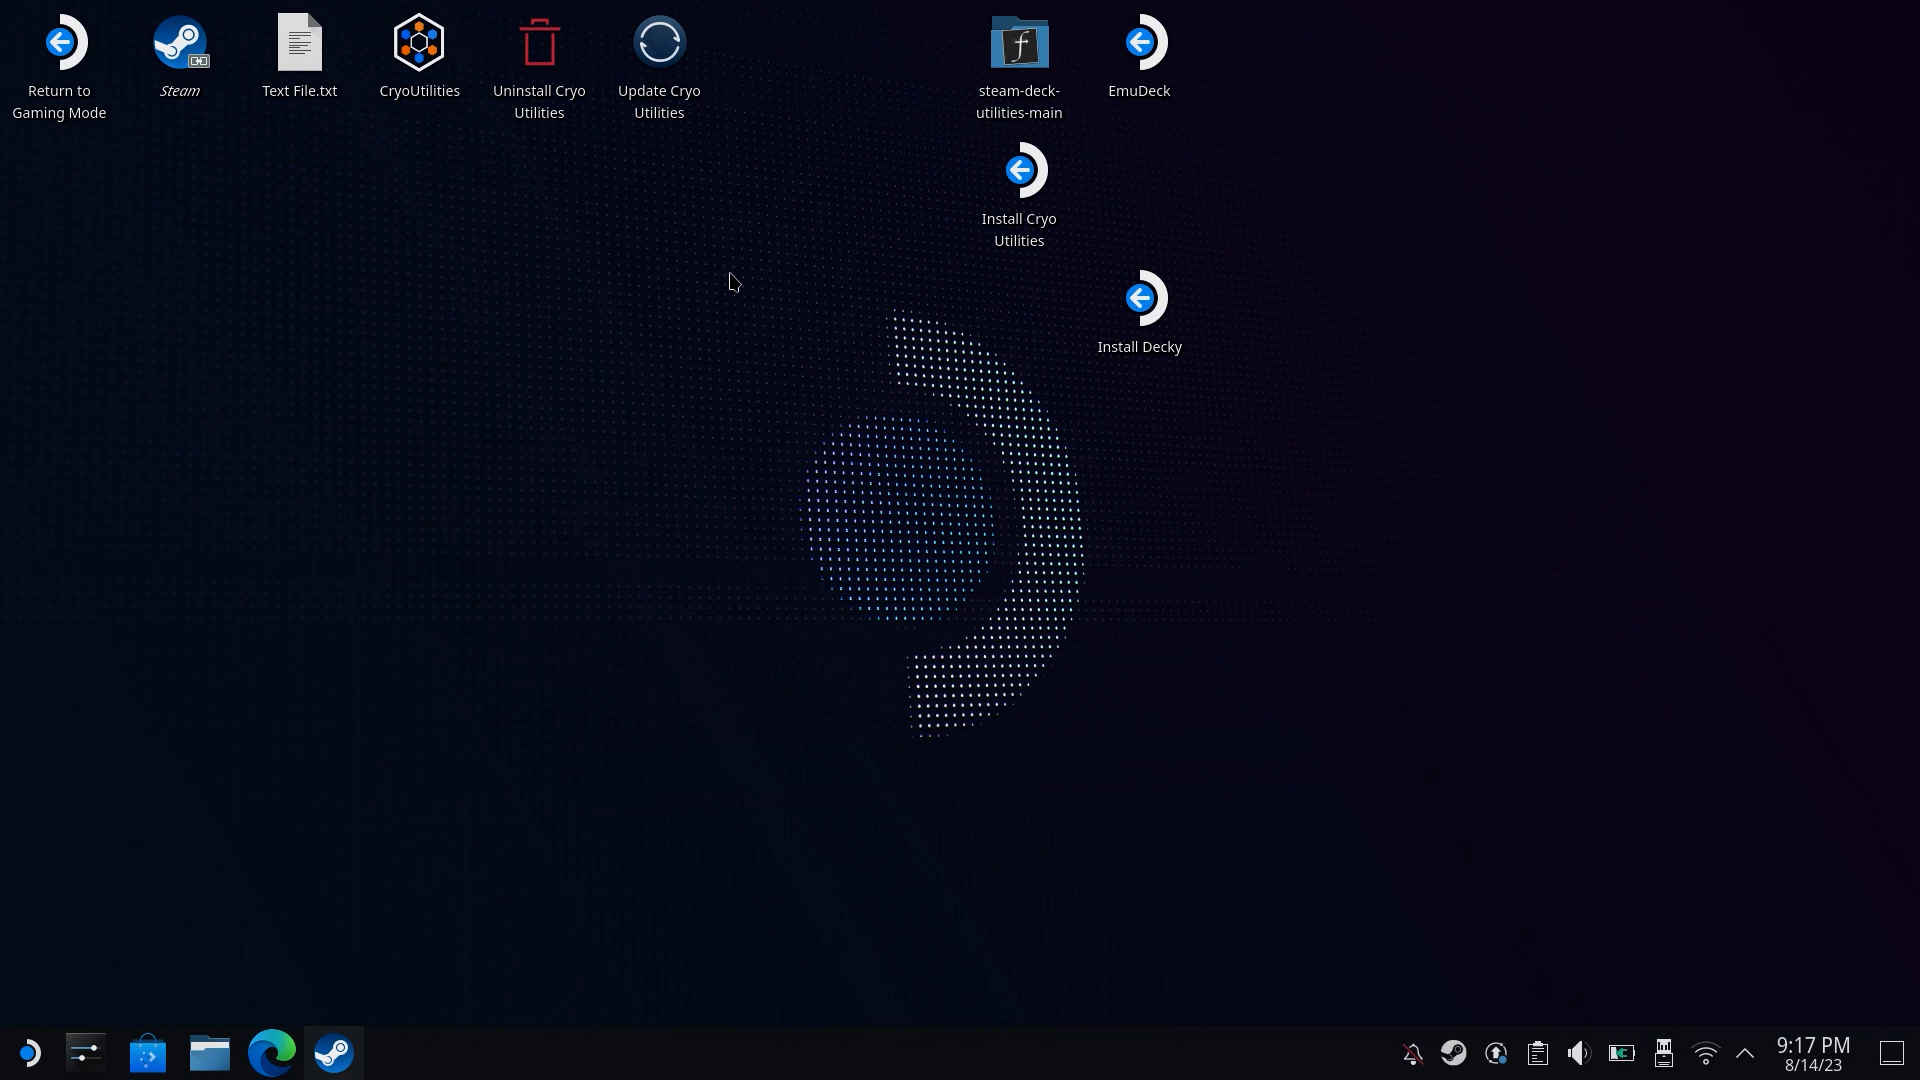 Return to
Gaming Mode
Steam
Text File.txt
CryoUtilities
Uninstall Cryo
Utilities
Update Cryo
Utilities
steam-deck-
utilities-main
EmuDeck
Install Cryo
Utilities
Install Decky
9:17 PM
8/14/23